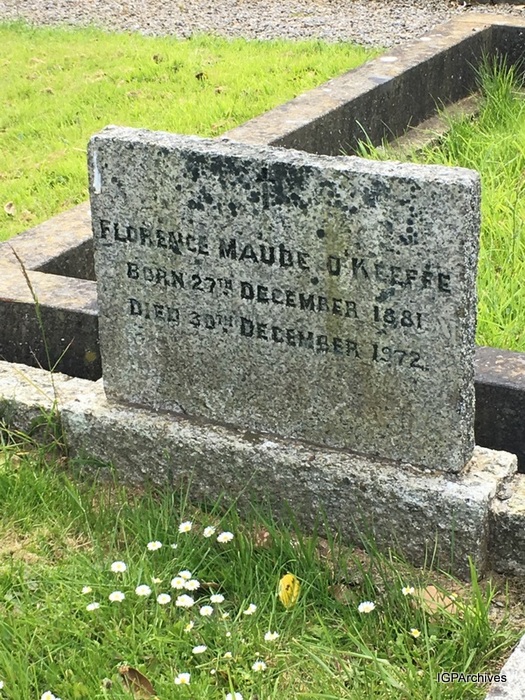 FLORENCE MAUDE O'KEEFFE
BORN 27TH DECEMBER 1881
DIED 30TH DECEMBER 1972.
IGPArchives